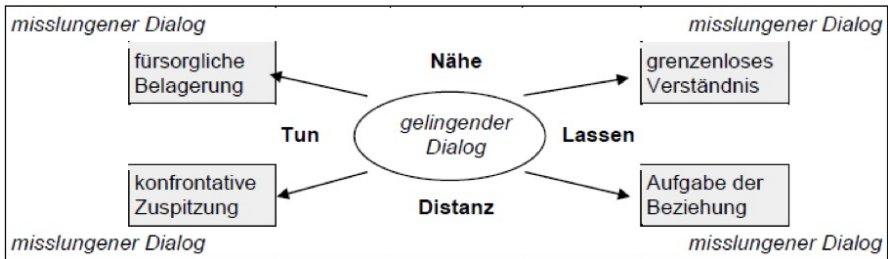 misslungener Dialog
misslungener Dialog
fürsorgliche
Belagerung
Nähe
grenzenloses
Verständnis
Tun
gelingender
Dialog
Lassen
konfrontative
Zuspitzung
Distanz
Aufgabe der
Beziehung
misslungener Dialog
misslungener Dialog